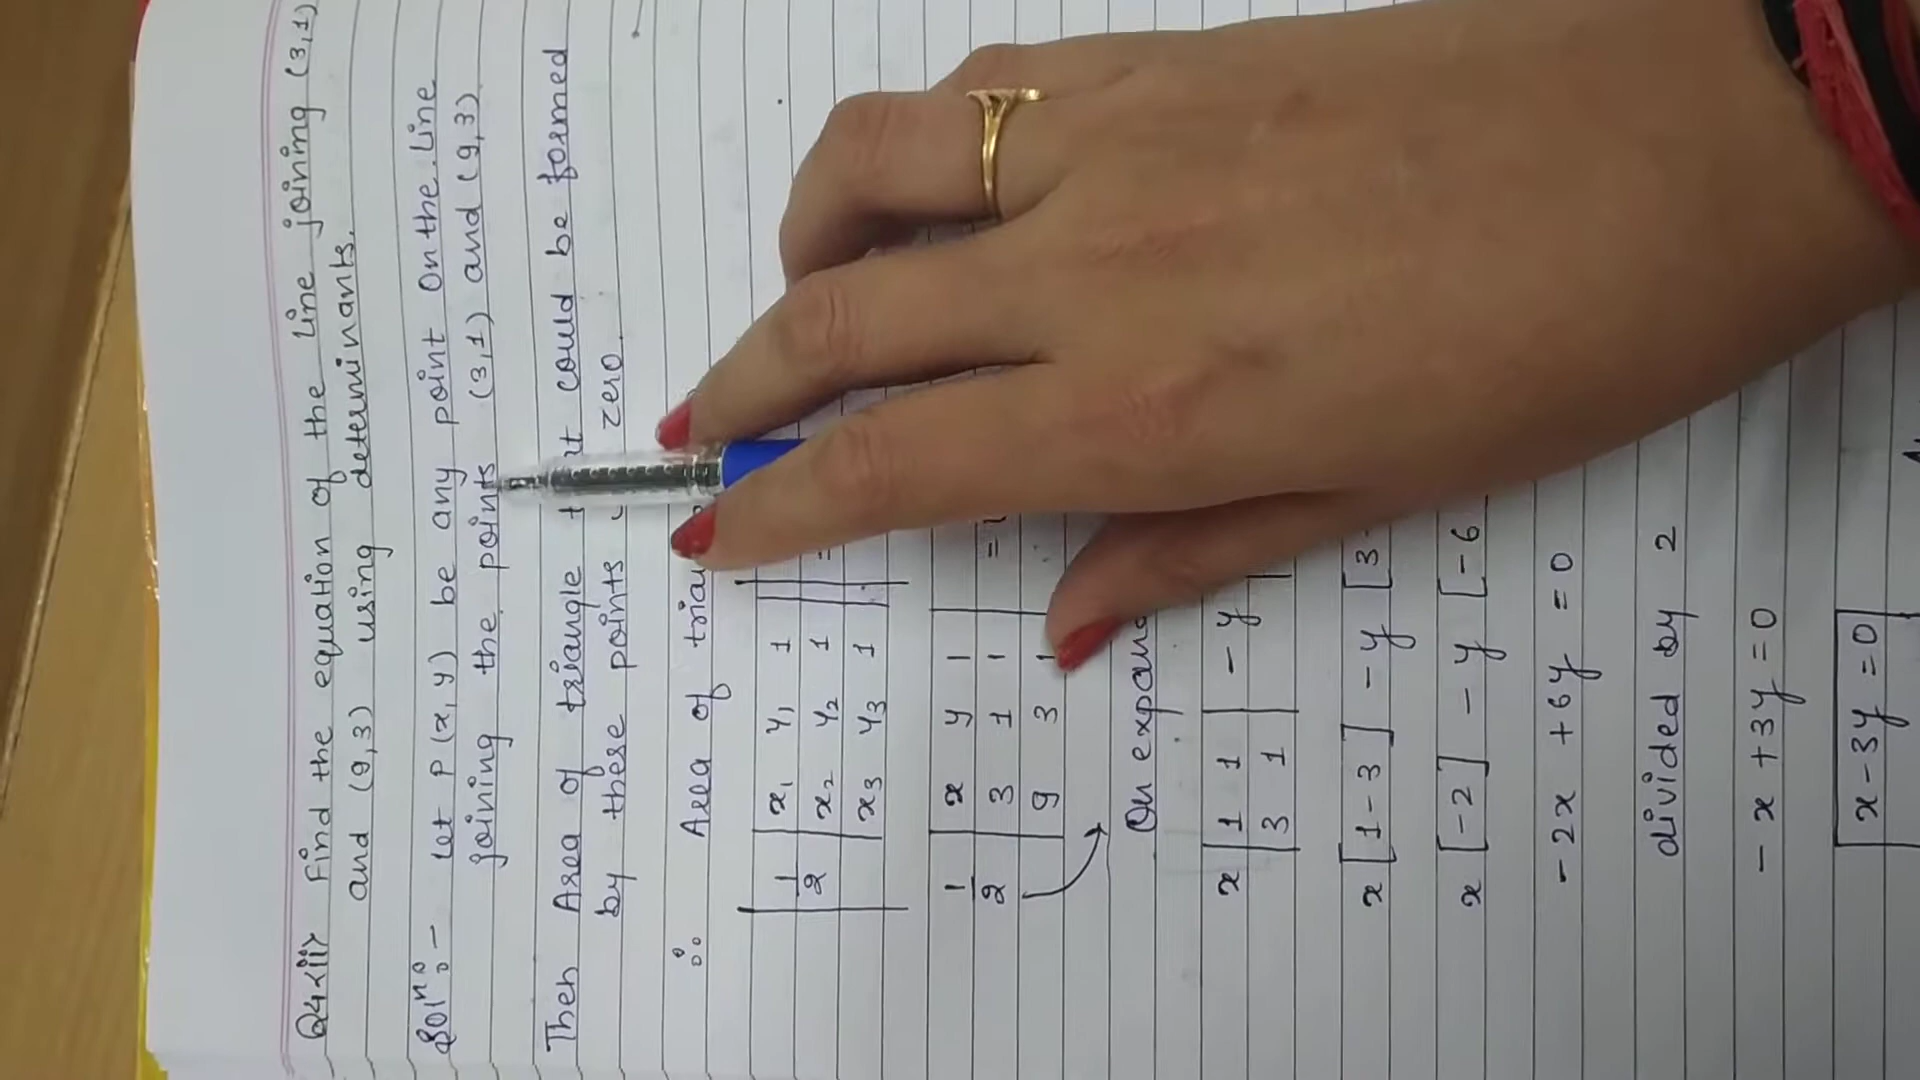 Q4<ii> Find the equation of the line joining (3,1)
and (9,3) using determinants.
Solⁿ:- Let P(x,y) be any point on the line
joining the points (3,1) and (9,3)
Then Area of triangle could be formed
by these points zero.
∴ Area of
1/2 | x₁ y₁ 1 | =
| x₂ y₂ 1 |
| x₃ y₃ 1 |
1/2 | x y 1 |
| 3 1 1 | =
| 9 3 1 |
On
x | 1 1 | - y |
| 3 1 |
x [1-3] - y [3-
x [-2] - y [-6
-2x + 6y = 0
divided by 2
- x + 3y = 0
x - 3y = 0